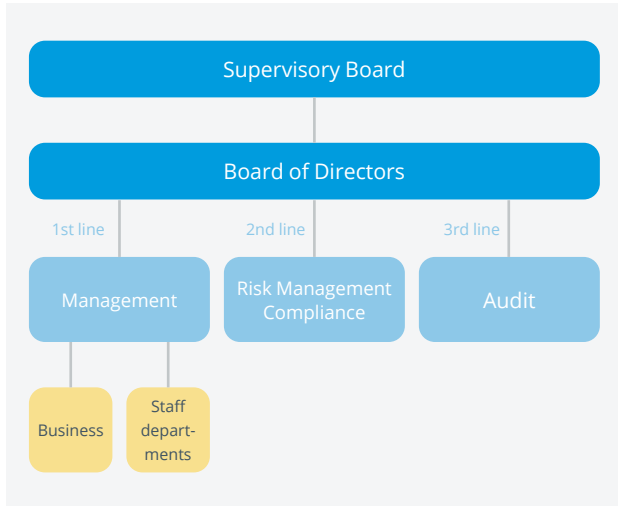 Supervisory Board
Board of Directors
1st line
2nd line
3rd line
Management
Risk Management
Compliance
Audit
Business
Staff
depart-
ments